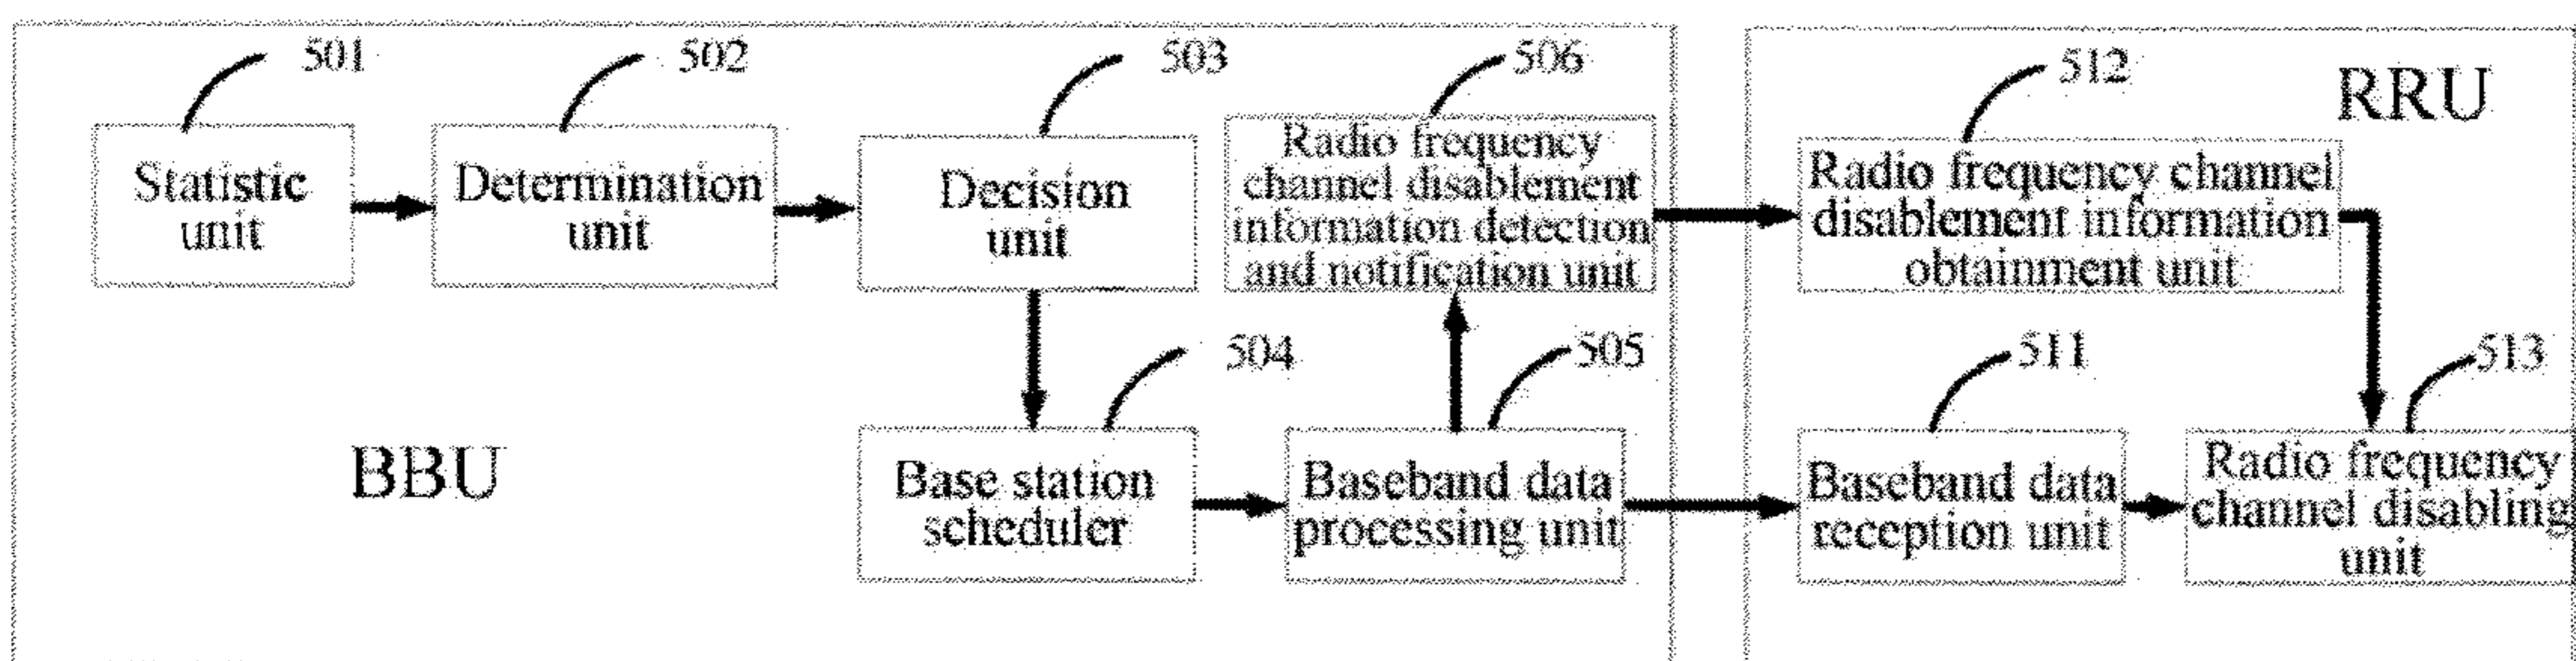 501
502
503
506
512
RRU
Statistic
unit
Determination
unit
Decision
unit
Radio frequency
channel disablement
information detection
and notification unit
Radio frequency channel
disablement information
obtainment unit
504
505
511
513
BBU
Base station
scheduler
Baseband data
processing unit
Baseband data
reception unit
Radio frequency
channel disabling
unit